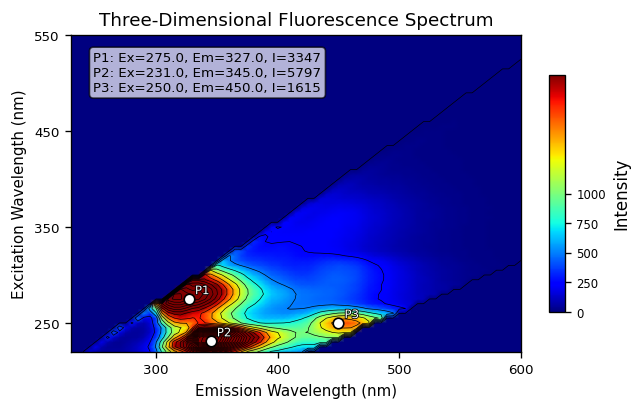 Three-Dimensional Fluorescence Spectrum
P1: Ex=275.0, Em=327.0, I=3347
P2: Ex=231.0, Em=345.0, I=5797
P3: Ex=250.0, Em=450.0, I=1615
Excitation Wavelength (nm)
550
450
350
250
P1
P2
P3
300
400
500
600
Emission Wavelength (nm)
1000
750
500
250
0
Intensity